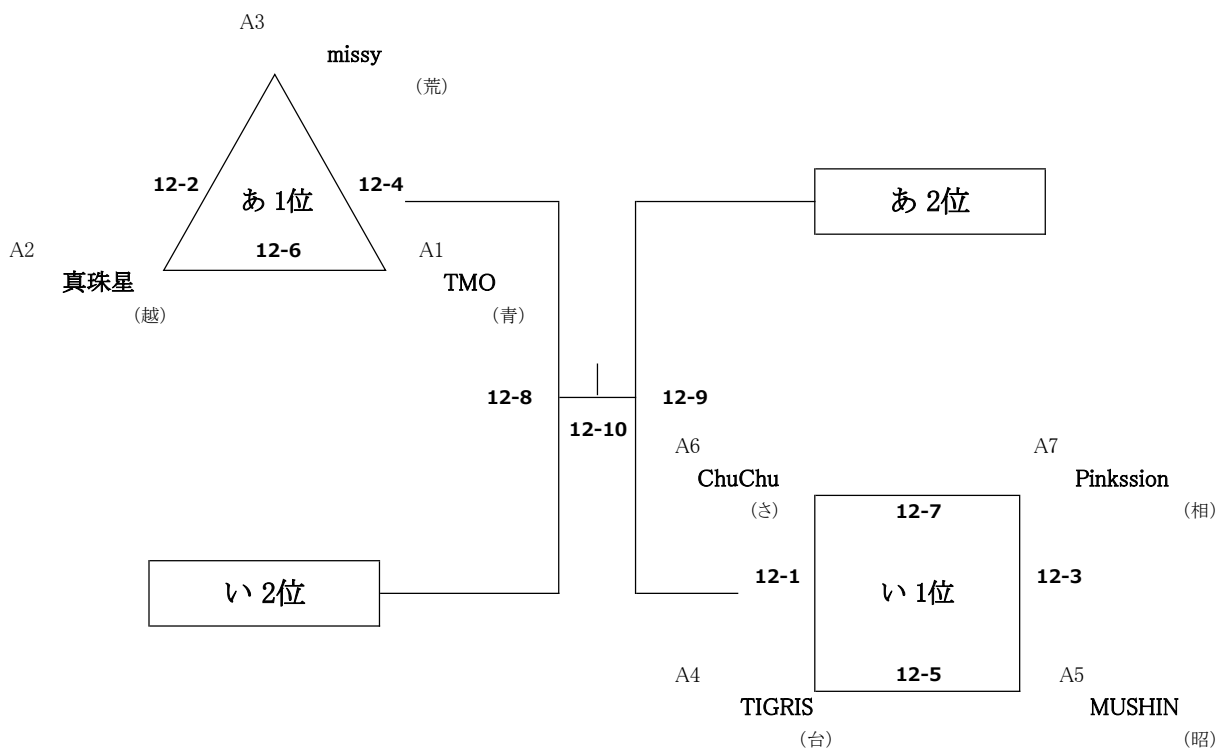 A3
missy
(荒)
12-2
あ 1位
12-4
あ 2位
A2
12-6
A1
真珠星
TMO
(越)
(青)
12-8
12-9
12-10
A6
A7
ChuChu
Pinkssion
(さ)
12-7
(相)
い 2位
12-1
い 1位
12-3
A4
12-5
A5
TIGRIS
MUSHIN
(台)
(昭)